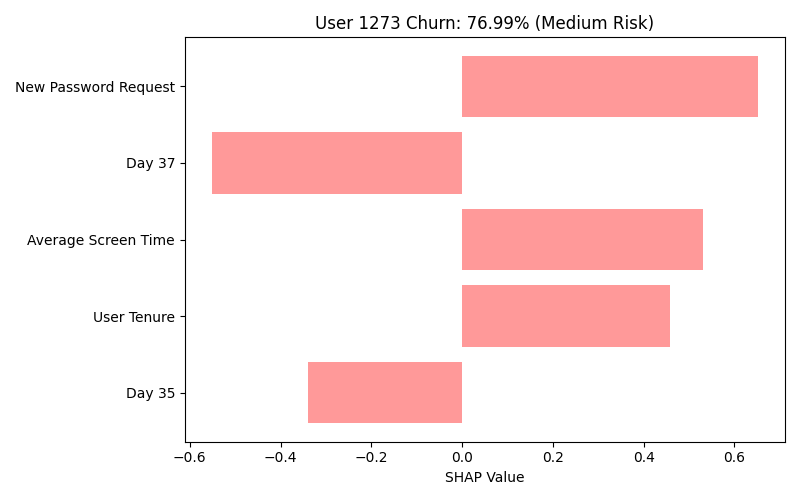 User 1273 Churn: 76.99% (Medium Risk)
New Password Request
Day 37
Average Screen Time
User Tenure
Day 35
−0.6 −0.4 −0.2 0.0 0.2 0.4 0.6
SHAP Value